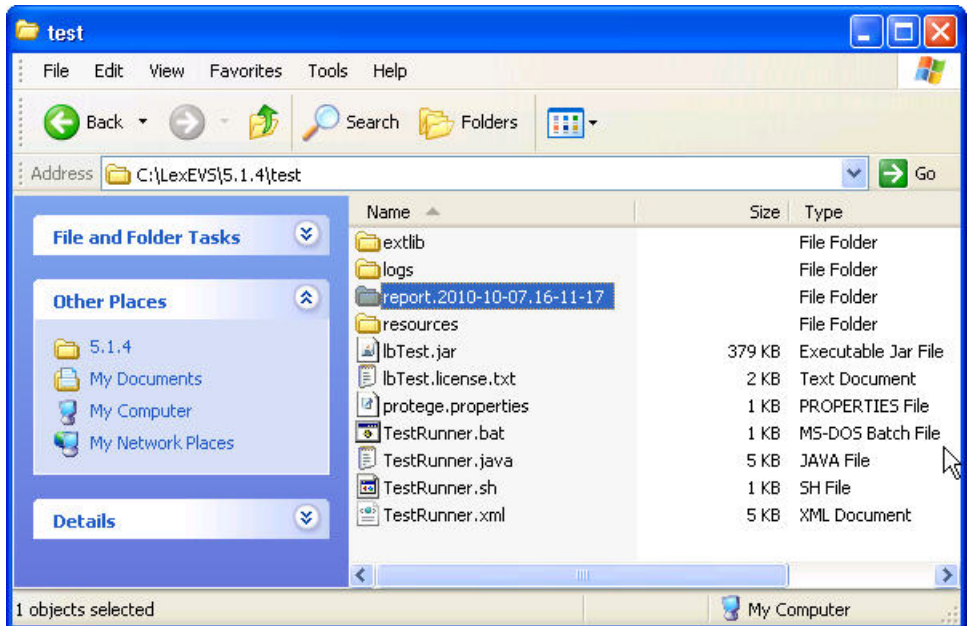 test
File Edit View Favorites Tools Help
Back Search Folders
Address C:\LexEVS\5.1.4\test Go
Name Size Type
File and Folder Tasks
Other Places
5.1.4
My Documents
My Computer
My Network Places
Details
extlib File Folder
logs File Folder
report.2010-10-07.16-11-17 File Folder
resources File Folder
lbTest.jar 379 KB Executable Jar File
lbTest.license.txt 2 KB Text Document
protege.properties 1 KB PROPERTIES File
TestRunner.bat 1 KB MS-DOS Batch File
TestRunner.java 5 KB JAVA File
TestRunner.sh 1 KB SH File
TestRunner.xml 5 KB XML Document
1 objects selected My Computer